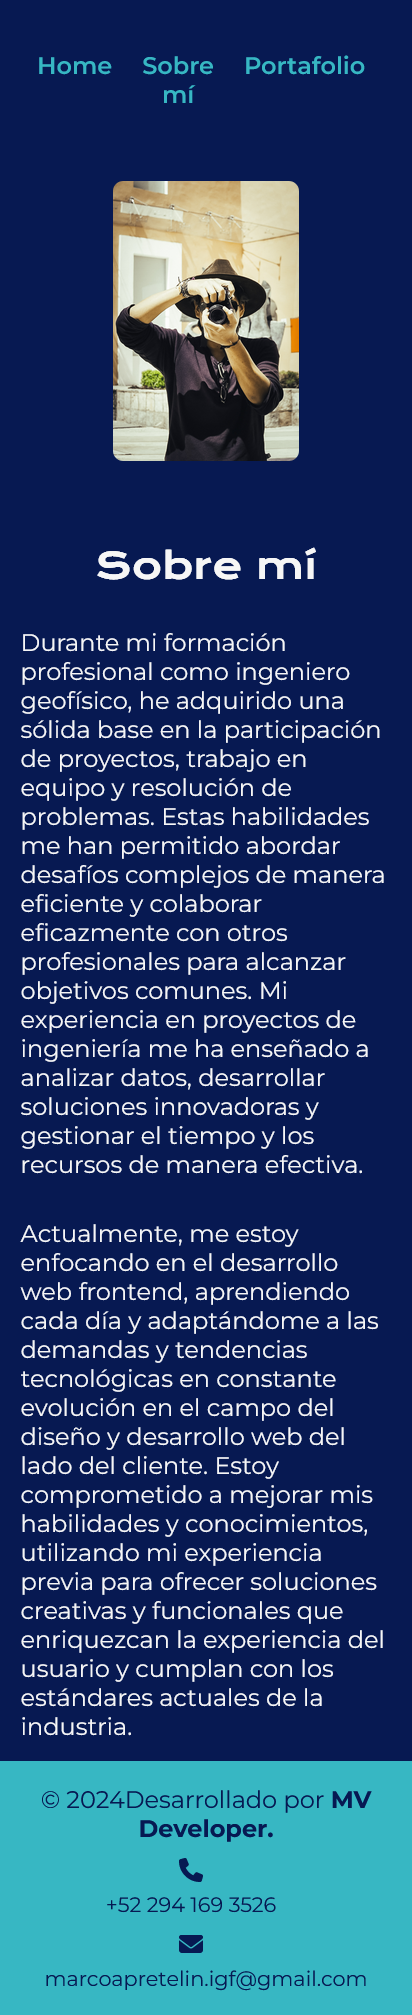 Home Sobre mí Portafolio
Sobre mí
Durante mi formación
profesional como ingeniero
geofísico, he adquirido una
sólida base en la participación
de proyectos, trabajo en
equipo y resolución de
problemas. Estas habilidades
me han permitido abordar
desafíos complejos de manera
eficiente y colaborar
eficazmente con otros
profesionales para alcanzar
objetivos comunes. Mi
experiencia en proyectos de
ingeniería me ha enseñado a
analizar datos, desarrollar
soluciones innovadoras y
gestionar el tiempo y los
recursos de manera efectiva.
Actualmente, me estoy
enfocando en el desarrollo
web frontend, aprendiendo
cada día y adaptándome a las
demandas y tendencias
tecnológicas en constante
evolución en el campo del
diseño y desarrollo web del
lado del cliente. Estoy
comprometido a mejorar mis
habilidades y conocimientos,
utilizando mi experiencia
previa para ofrecer soluciones
creativas y funcionales que
enriquezcan la experiencia del
usuario y cumplan con los
estándares actuales de la
industria.
© 2024Desarrollado por MV
Developer.
+52 294 169 3526
marcoapretelin.igf@gmail.com